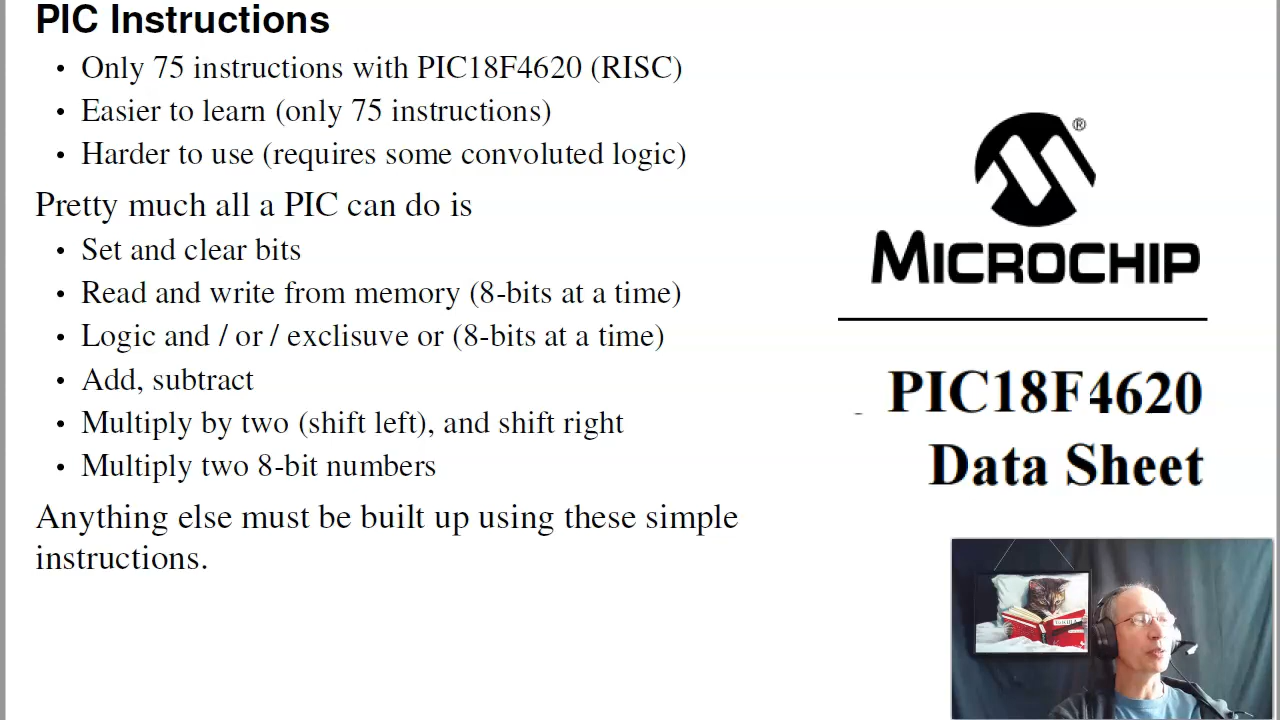 PIC Instructions
• Only 75 instructions with PIC18F4620 (RISC)
• Easier to learn (only 75 instructions)
• Harder to use (requires some convoluted logic)
Pretty much all a PIC can do is
• Set and clear bits
• Read and write from memory (8-bits at a time)
• Logic and / or / exclisuve or (8-bits at a time)
• Add, subtract
• Multiply by two (shift left), and shift right
• Multiply two 8-bit numbers
Anything else must be built up using these simple
instructions.
®
MICROCHIP
PIC18F4620
Data Sheet